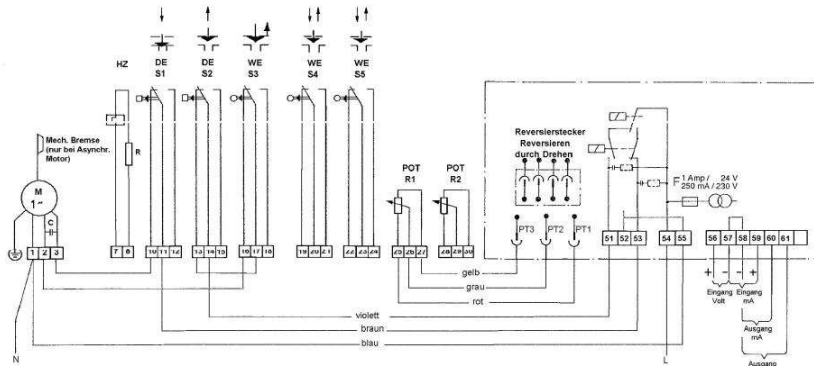 HZ
DE
S1
DE
S2
WE
S3
WE
S4
WE
S5
Mech. Bremse
(nur bei Asynchr.
Motor)
M
1~
C
R
POT
R1
POT
R2
Reversierstecker
Reversieren
durch Drehen
F 1 Amp / 24 V
250 mA / 230 V
PT3
PT2
PT1
1 2 3
7 8
10 11 12
13 14 15
16 17 18
19 20 21
22 23 24
25 26 27
28 29 30
51 52 53
54 55
56 57 58 59 60 61
gelb
grau
rot
violett
braun
blau
N
L
+ - - +
Eingang
Volt
Eingang
mA
Ausgang
mA
Ausgang